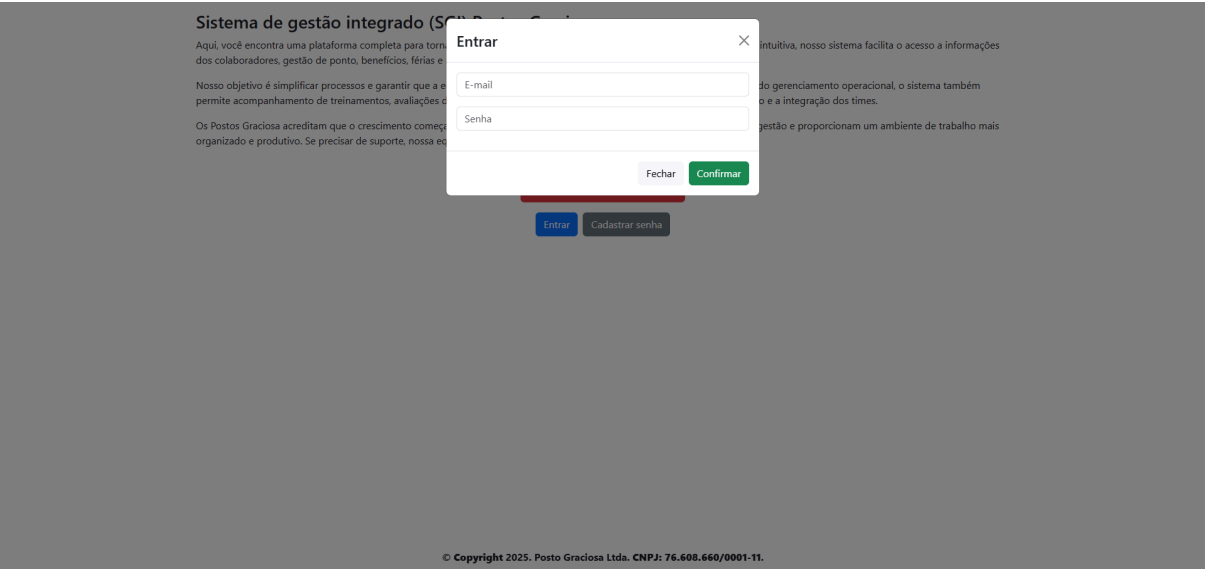 Sistema de gestão integrado (S
Aqui, você encontra uma plataforma completa para torn
intuitiva, nosso sistema facilita o acesso a informações
dos colaboradores, gestão de ponto, benefícios, férias e
Nosso objetivo é simplificar processos e garantir que a e
do gerenciamento operacional, o sistema também
permite acompanhamento de treinamentos, avaliações d
o e a integração dos times.
Os Postos Graciosa acreditam que o crescimento começa
gestão e proporcionam um ambiente de trabalho mais
organizado e produtivo. Se precisar de suporte, nossa eq
Entrar
E-mail
Senha
Fechar Confirmar
Entrar Cadastrar senha
© Copyright 2025. Posto Graciosa Ltda. CNPJ: 76.608.660/0001-11.